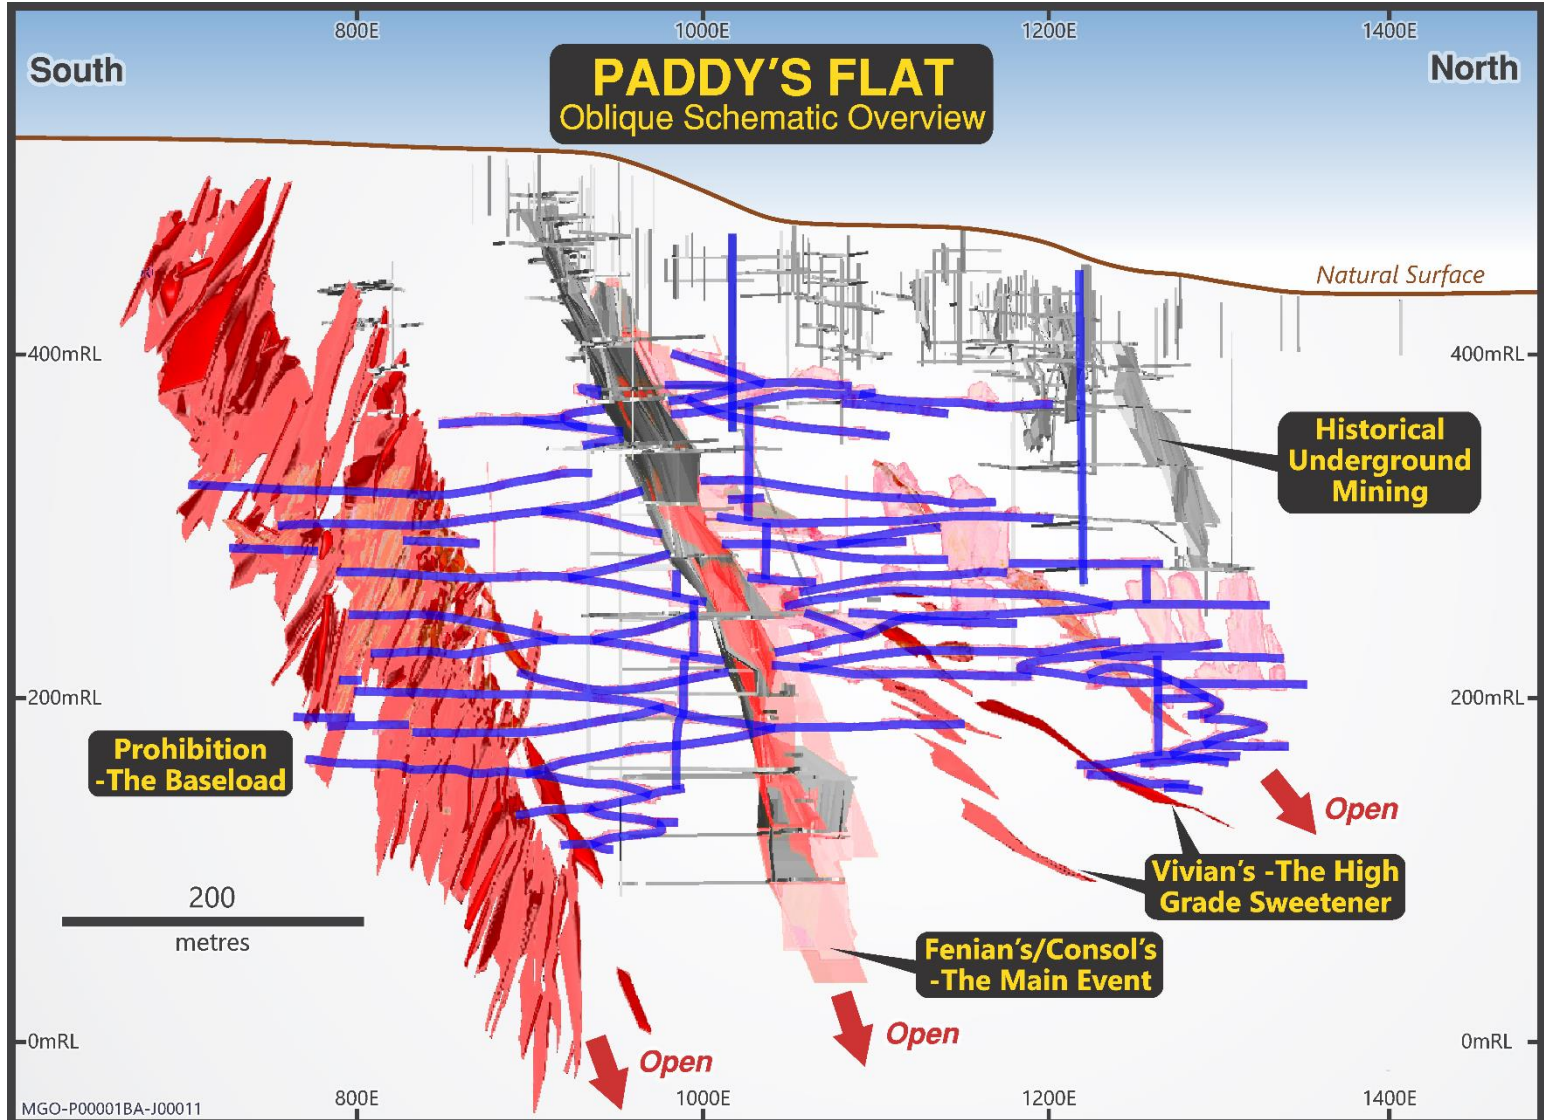 800E
1000E
1200E
1400E
South
North
PADDY'S FLAT
Oblique Schematic Overview
Natural Surface
400mRL
400mRL
Historical
Underground
Mining
200mRL
200mRL
Prohibition
-The Baseload
Open
Vivian's -The High
Grade Sweetener
200
metres
Fenian's/Consol's
-The Main Event
Open
Open
0mRL
0mRL
800E
1000E
1200E
1400E
MGO-P00001BA-J00011